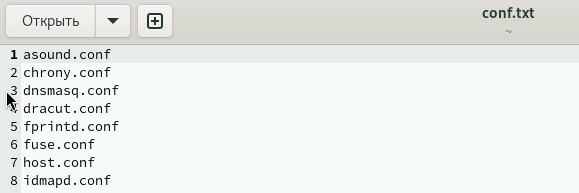 Открыть
conf.txt
~
1 asound.conf
2 chrony.conf
3 dnsmasq.conf
4 dracut.conf
5 fprintd.conf
6 fuse.conf
7 host.conf
8 idmapd.conf